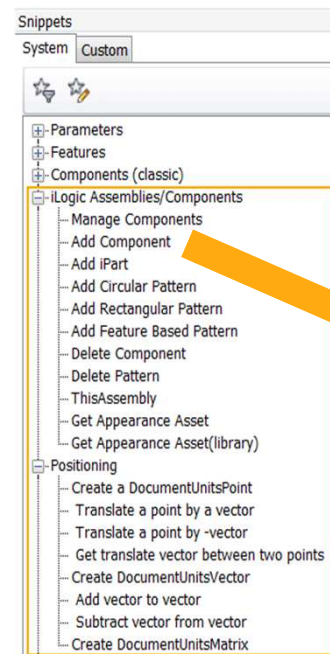 Snippets
System Custom
Parameters
Features
Components (classic)
iLogic Assemblies/Components
Manage Components
Add Component
Add iPart
Add Circular Pattern
Add Rectangular Pattern
Add Feature Based Pattern
Delete Component
Delete Pattern
ThisAssembly
Get Appearance Asset
Get Appearance Asset(library)
Positioning
Create a DocumentUnitsPoint
Translate a point by a vector
Translate a point by -vector
Get translate vector between two points
Create DocumentUnitsVector
Add vector to vector
Subtract vector from vector
Create DocumentUnitsMatrix